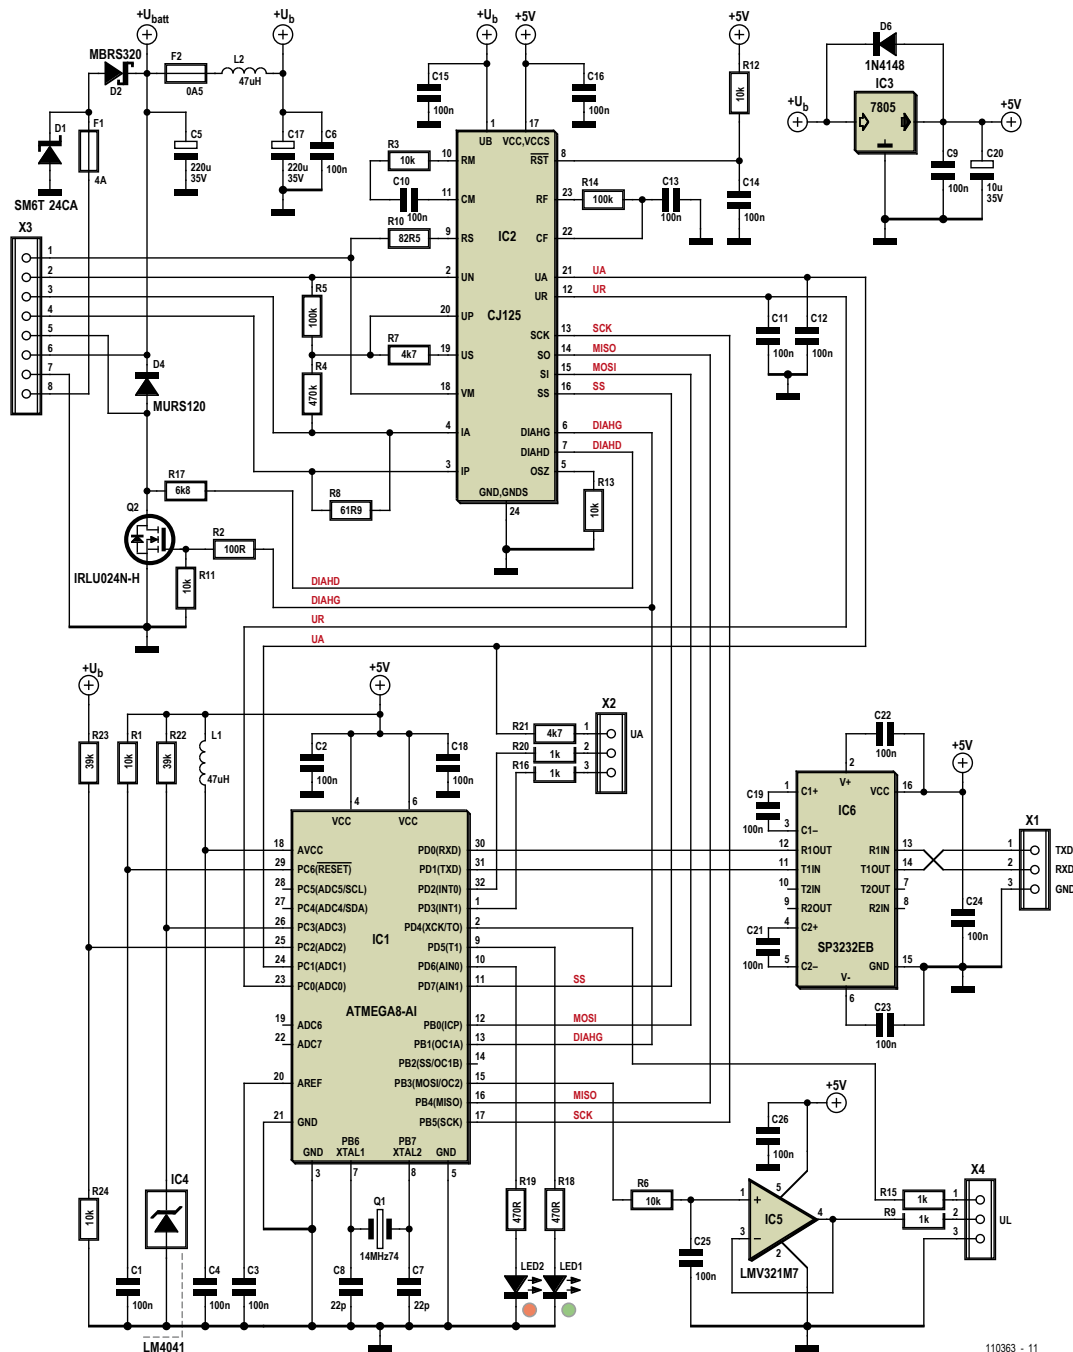 +Ubatt
+Ub
+Ub
+5V
+5V
D6
1N4148
IC3
7805
+Ub
+5V
C9
100n
C20
10u
35V
MBRS320
D2
F2
0A5
L2
47uH
D1
F1
4A
SM6T 24CA
C5
220u
35V
C17
220u
35V
C6
100n
C15
100n
C16
100n
R12
10k
C14
100n
R3
10k
C10
100n
R10
82R5
R14
100k
C13
100n
1
17
UB
VCC,VCCS
10
RM
RST
8
11
CM
RF
23
9
RS
CF
22
IC2
2
UN
UA
21
UA
UR
12
UR
20
UP
CJ125
SCK
13
SCK
19
US
SO
14
MISO
SI
15
MOSI
18
VM
SS
16
SS
4
IA
DIAHG
6
DIAHG
DIAHD
7
DIAHD
3
IP
OSZ
5
GND,GNDS
24
X3
1
2
3
4
5
6
7
8
R5
100k
R4
470k
R7
4k7
R8
61R9
R13
10k
C11
100n
C12
100n
D4
MURS120
R17
6k8
Q2
R2
100R
IRLU024N-H
R11
10k
DIAHD
DIAHG
UR
UA
+Ub
+5V
R23
39k
R1
10k
R22
39k
L1
47uH
C2
100n
C18
100n
X2
R21
4k7
1
UA
R20
1k
2
R16
1k
3
4
6
VCC
VCC
18
AVCC
PD0(RXD)
30
29
PC6(RESET)
PD1(TXD)
31
28
PC5(ADC5/SCL)
PD2(INT0)
32
27
PC4(ADC4/SDA)
PD3(INT1)
1
26
PC3(ADC3)
PD4(XCK/TO)
2
25
PC2(ADC2)
IC1
PD5(T1)
9
24
PC1(ADC1)
PD6(AIN0)
10
23
PC0(ADC0)
PD7(AIN1)
11
SS
ATMEGA8-AI
19
ADC6
PB0(ICP)
12
MOSI
22
ADC7
PB1(OC1A)
13
DIAHG
PB2(SS/OC1B)
14
20
AREF
PB3(MOSI/OC2)
15
PB4(MISO)
16
MISO
21
GND
PB5(SCK)
17
SCK
GND
PB6
XTAL1
PB7
XTAL2
GND
3
7
8
5
C22
100n
+5V
2
V+
C19
100n
1
C1+
VCC
16
3
C1–
IC6
12
R1OUT
R1IN
13
11
T1IN
T1OUT
14
10
T2IN
T2OUT
7
9
R2OUT
R2IN
8
4
C2+
C21
100n
SP3232EB
5
C2–
GND
15
V-
6
C23
100n
C24
100n
X1
1
TXD
2
RXD
3
GND
R24
10k
IC4
LM4041
C1
100n
C4
100n
C3
100n
Q1
14MHz74
C8
22p
C7
22p
R19
470R
R18
470R
LED2
LED1
+5V
C26
100n
R6
10k
C25
100n
1
+
3
–
5
4
2
IC5
LMV321M7
R15
1k
R9
1k
X4
1
2
3
UL
110363 - 11